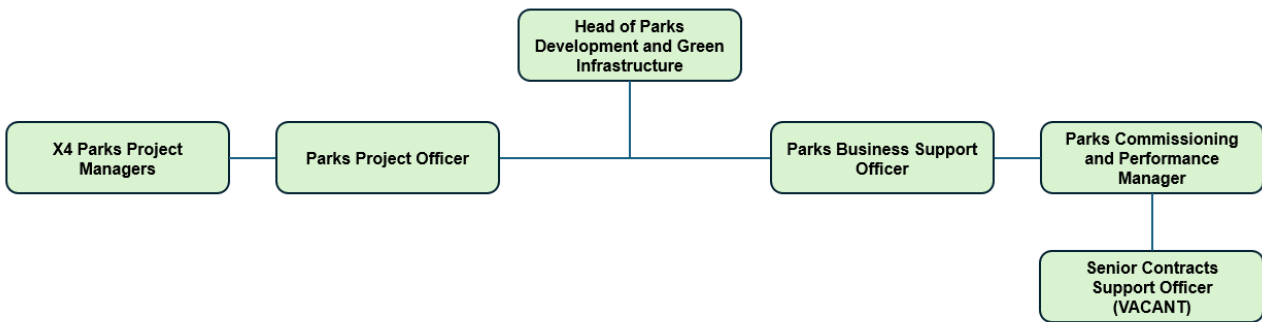 Head of Parks
Development and Green
Infrastructure
X4 Parks Project
Managers
Parks Project Officer
Parks Business Support
Officer
Parks Commissioning
and Performance
Manager
Senior Contracts
Support Officer
(VACANT)